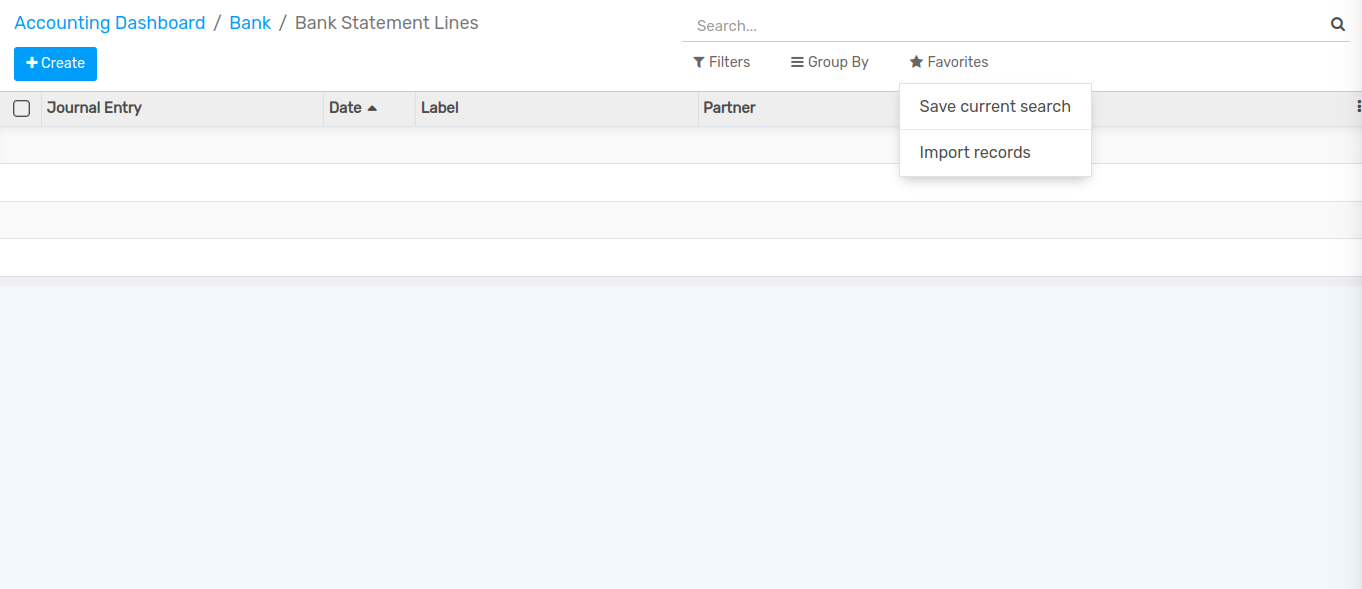 Accounting Dashboard / Bank / Bank Statement Lines
Search...
Create
Filters
Group By
Favorites
Save current search
Import records
Journal Entry
Date
Label
Partner